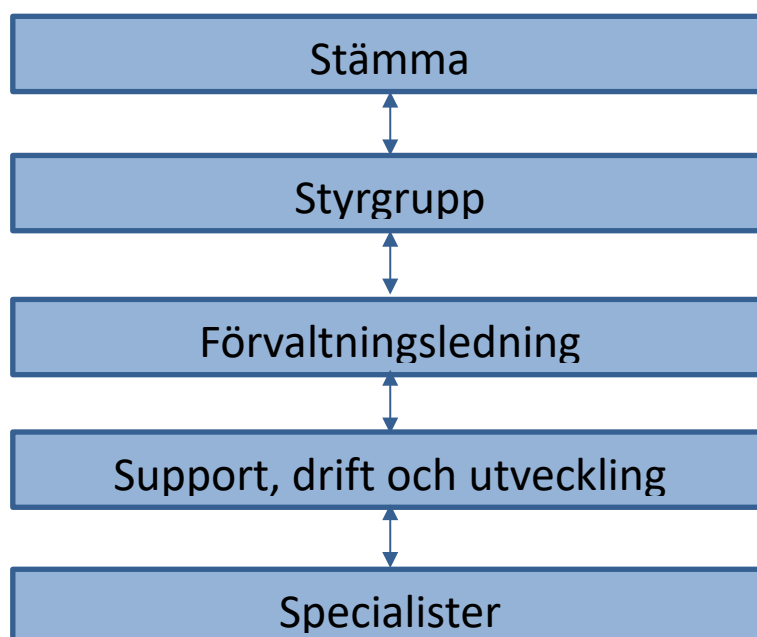 Stämma
Styrgrupp
Förvaltningsledning
Support, drift och utveckling
Specialister